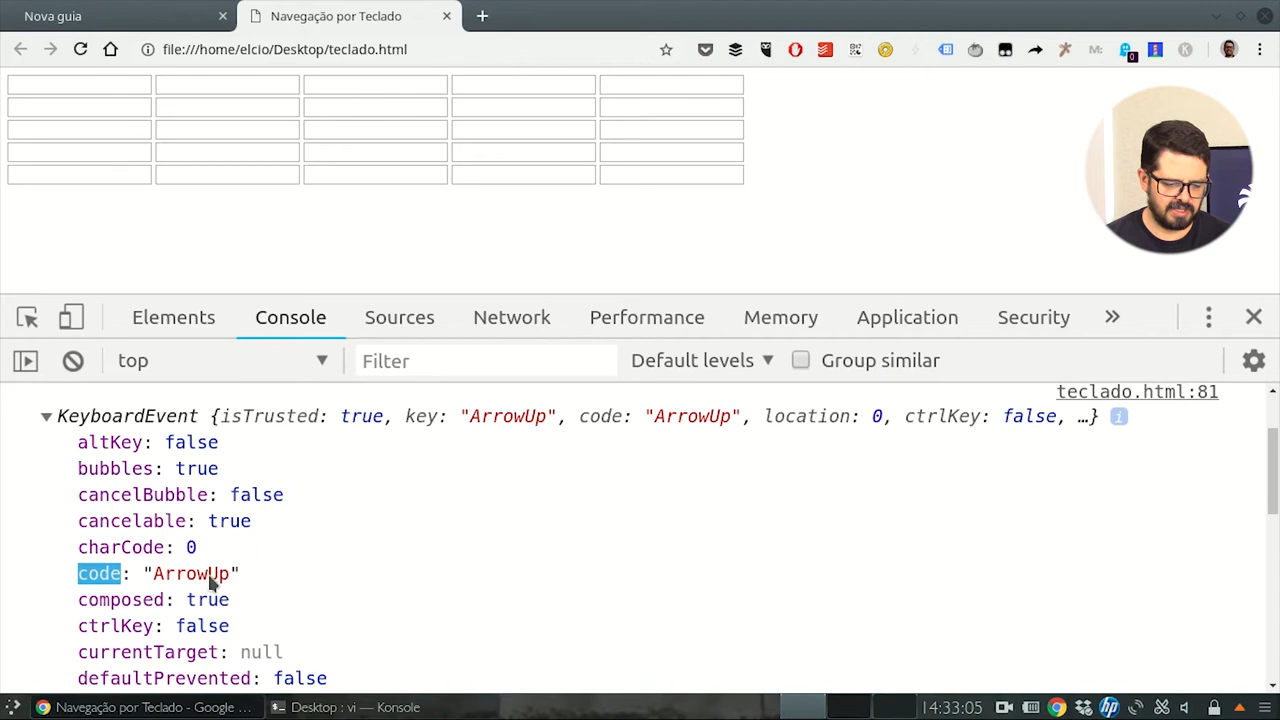 Nova guia
Navegação por Teclado
file:///home/elcio/Desktop/teclado.html
M:
0
Elements Console Sources Network Performance Memory Application Security
top Filter Default levels Group similar
teclado.html:81
KeyboardEvent {isTrusted: true, key: "ArrowUp", code: "ArrowUp", location: 0, ctrlKey: false, …}
altKey: false
bubbles: true
cancelBubble: false
cancelable: true
charCode: 0
code: "ArrowUp"
composed: true
ctrlKey: false
currentTarget: null
defaultPrevented: false
Navegação por Teclado - Google …
Desktop : vi — Konsole
14:33:05